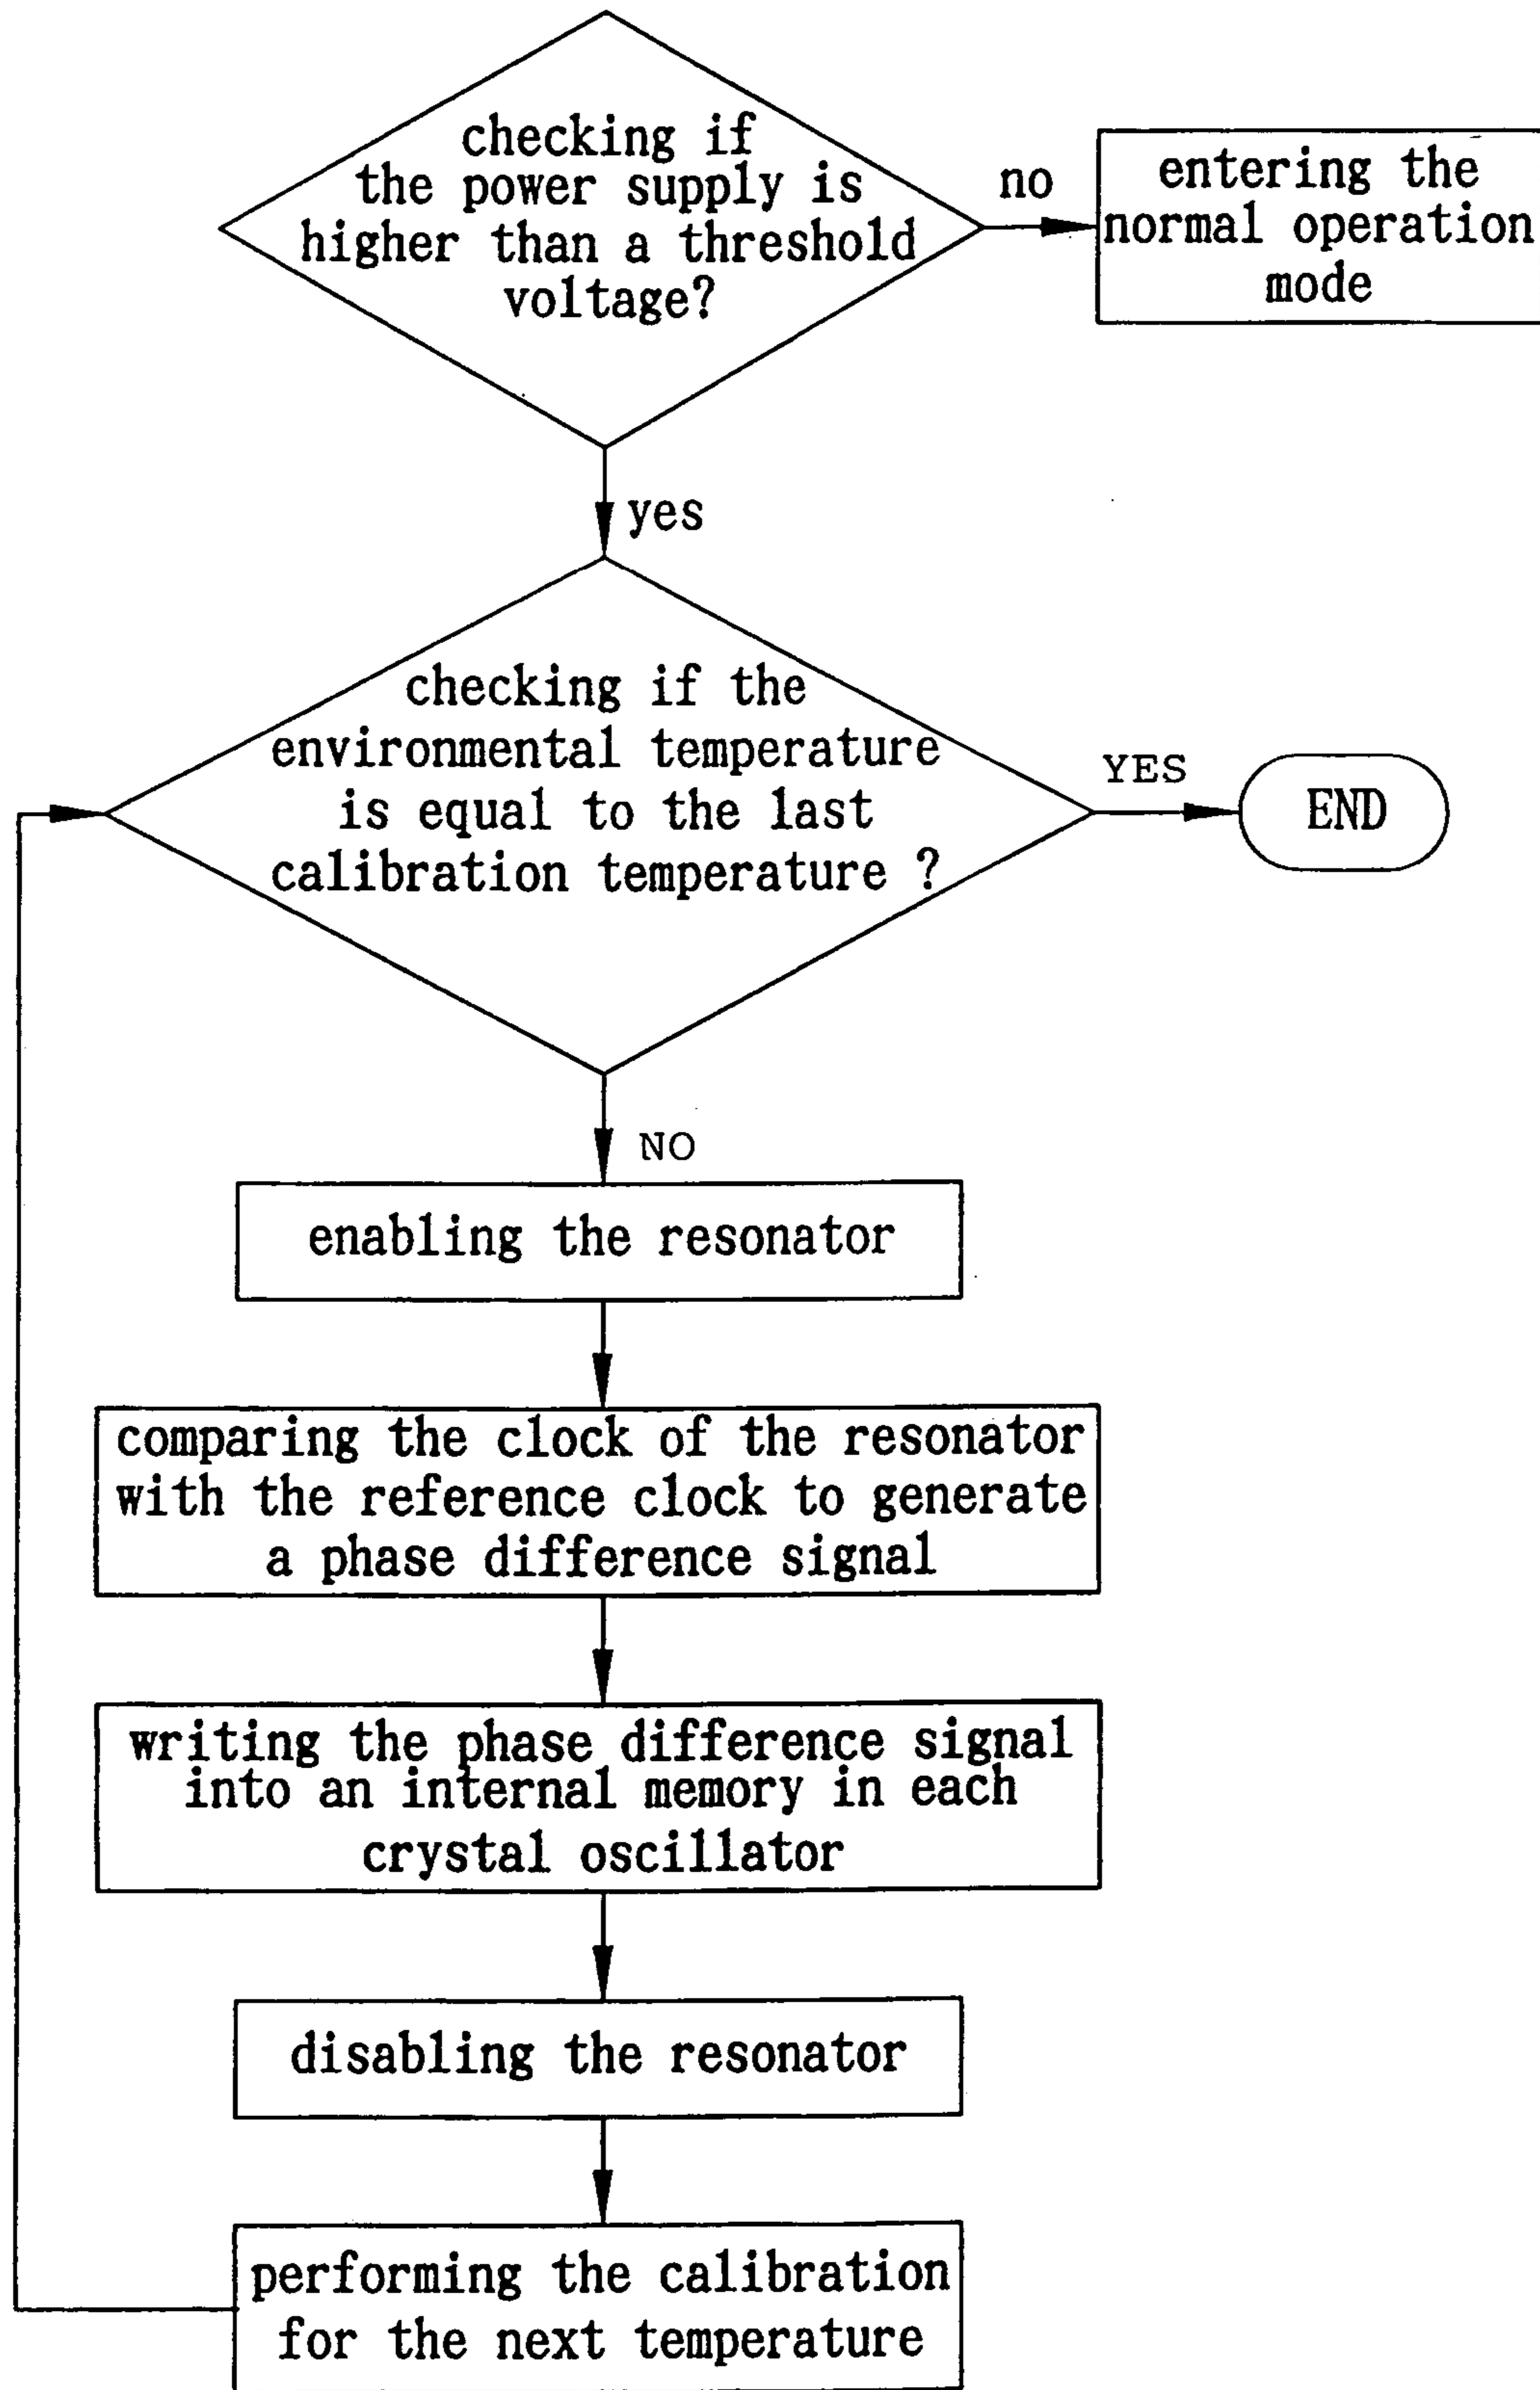 checking if
the power supply is
higher than a threshold
voltage?
no
entering the
normal operation
mode
yes
checking if the
environmental temperature
is equal to the last
calibration temperature ?
YES
END
NO
enabling the resonator
comparing the clock of the resonator
with the reference clock to generate
a phase difference signal
writing the phase difference signal
into an internal memory in each
crystal oscillator
disabling the resonator
performing the calibration
for the next temperature